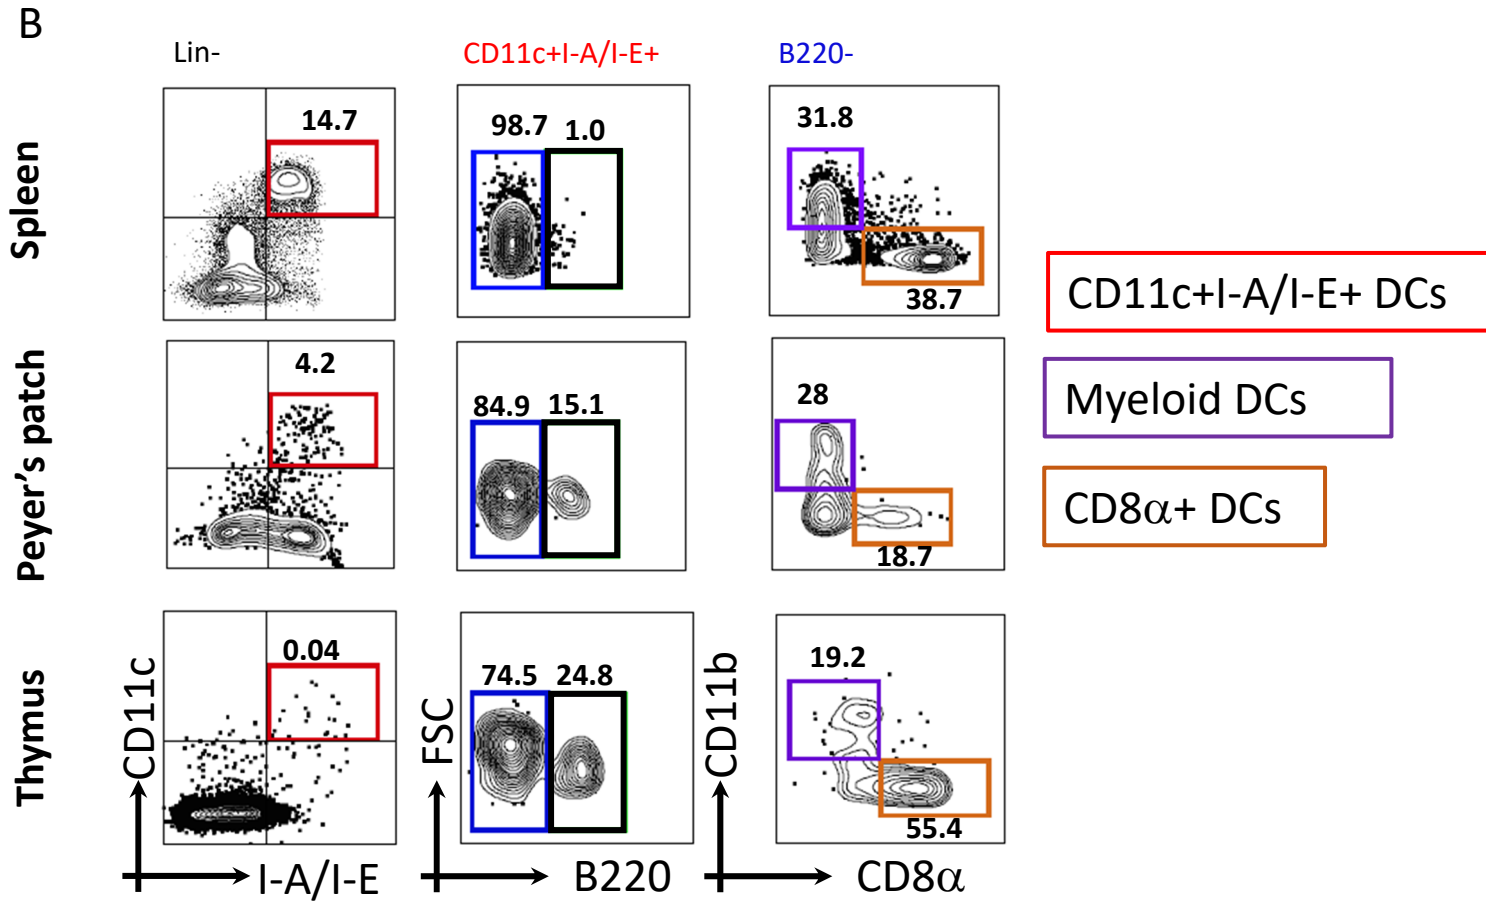 B
Lin-
CD11c+I-A/I-E+
B220-
Spleen
14.7
98.7
1.0
31.8
38.7
CD11c+I-A/I-E+ DCs
Peyer's patch
4.2
84.9
15.1
28
18.7
Myeloid DCs
CD8α+ DCs
Thymus
0.04
74.5
24.8
19.2
55.4
CD11c
I-A/I-E
FSC
B220
CD11b
CD8α